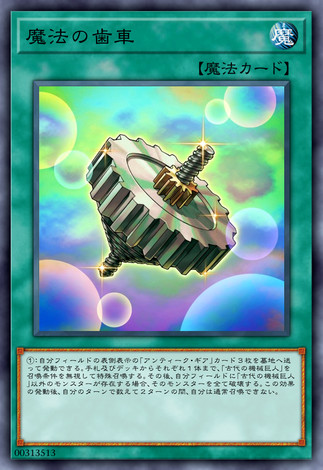 魔法の歯車
魔
【魔法カード】
①:自分フィールドの表側表示の「アンティーク・ギア」カード3枚を墓地へ送
って発動できる。手札及びデッキからそれぞれ1体まで、「古代の機械巨人」を
召喚条件を無視して特殊召喚する。その後、自分フィールドに「古代の機械巨人
」以外のモンスターが存在する場合、そのモンスターを全て破壊する。この効果
の発動後、自分のターンで数えて2ターンの間、自分は通常召喚できない。
00313513